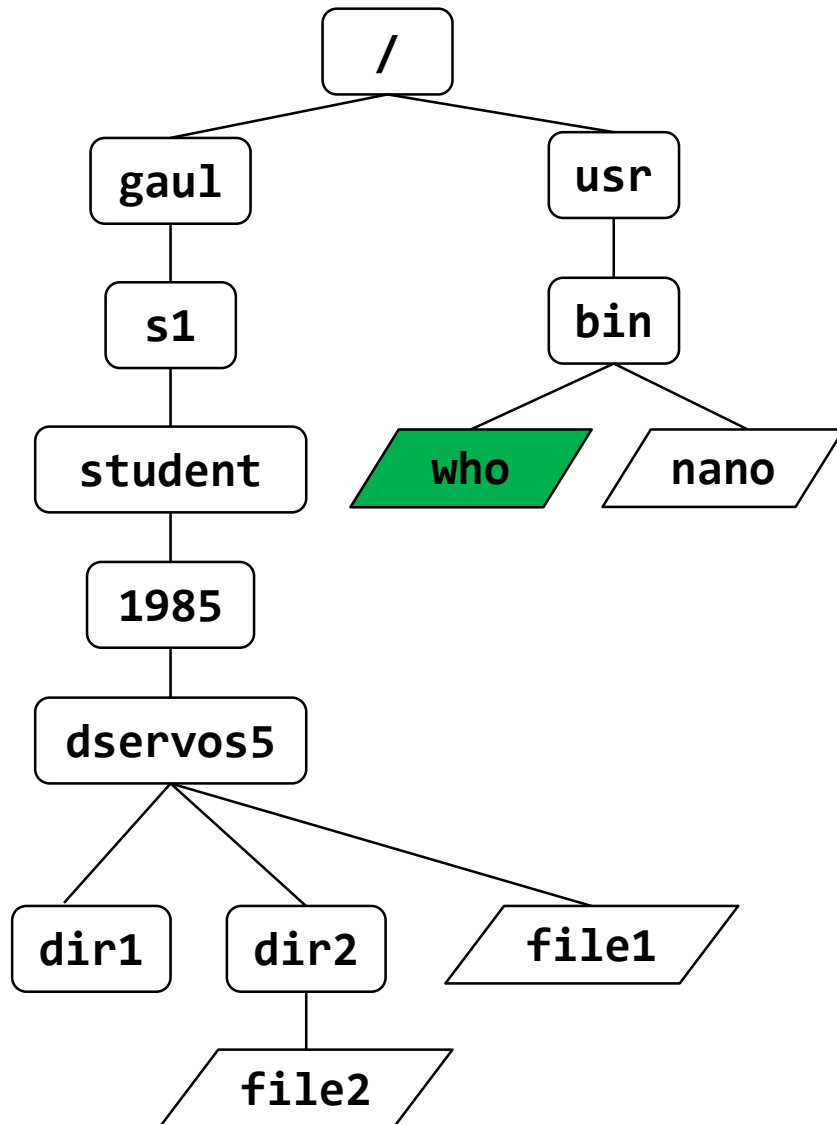 /
gaul
usr
s1
bin
student
who
nano
1985
dservos5
dir1
dir2
file1
file2